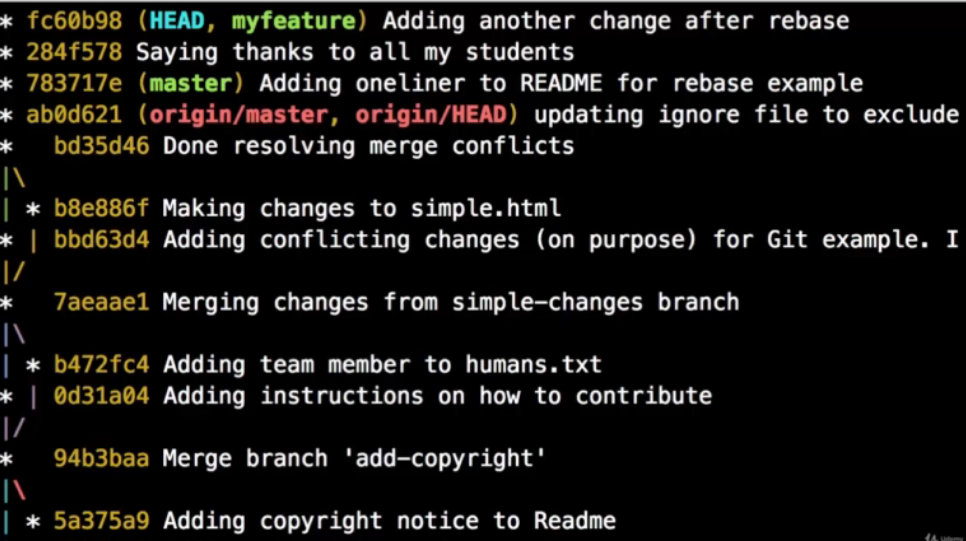 * fc60b98 (HEAD, myfeature) Adding another change after rebase
* 284f578 Saying thanks to all my students
* 783717e (master) Adding oneliner to README for rebase example
* ab0d621 (origin/master, origin/HEAD) updating ignore file to exclude
*   bd35d46 Done resolving merge conflicts
|\
| * b8e886f Making changes to simple.html
* | bbd63d4 Adding conflicting changes (on purpose) for Git example. I
|/
*   7aeaae1 Merging changes from simple-changes branch
|\
| * b472fc4 Adding team member to humans.txt
* | 0d31a04 Adding instructions on how to contribute
|/
*   94b3baa Merge branch 'add-copyright'
|\
| * 5a375a9 Adding copyright notice to Readme
Udemy